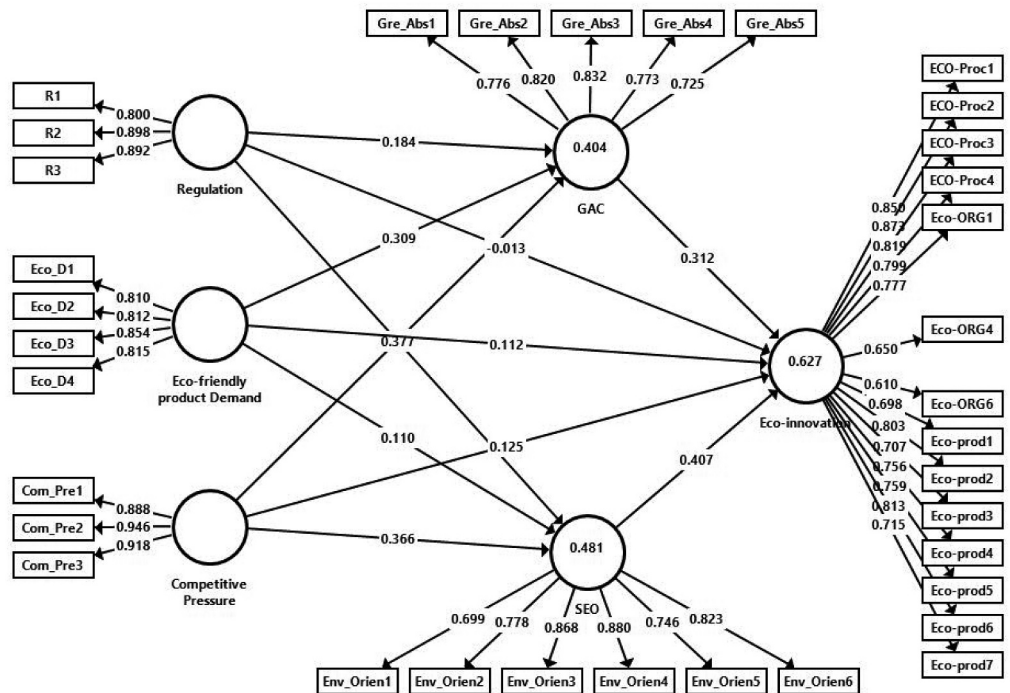 Gre_Abs1
Gre_Abs2
Gre_Abs3
Gre_Abs4
Gre_Abs5
0.776
0.820
0.832
0.773
0.725
R1
R2
R3
0.800
0.898
0.892
Regulation
0.184
0.404
GAC
Eco_D1
Eco_D2
Eco_D3
Eco_D4
0.810
0.812
0.854
0.815
Eco-friendly
product Demand
0.309
-0.013
0.312
0.377
0.112
0.110
0.125
0.407
Com_Pre1
Com_Pre2
Com_Pre3
0.888
0.946
0.918
Competitive
Pressure
0.366
0.481
SEO
0.699
0.778
0.868
0.880
0.746
0.823
Env_Orien1
Env_Orien2
Env_Orien3
Env_Orien4
Env_Orien5
Env_Orien6
0.627
Eco-innovation
0.850
0.873
0.819
0.799
0.777
0.650
0.610
0.698
0.803
0.707
0.756
0.759
0.813
0.715
ECO-Proc1
ECO-Proc2
ECO-Proc3
ECO-Proc4
Eco-ORG1
Eco-ORG4
Eco-ORG6
Eco-prod1
Eco-prod2
Eco-prod3
Eco-prod4
Eco-prod5
Eco-prod6
Eco-prod7